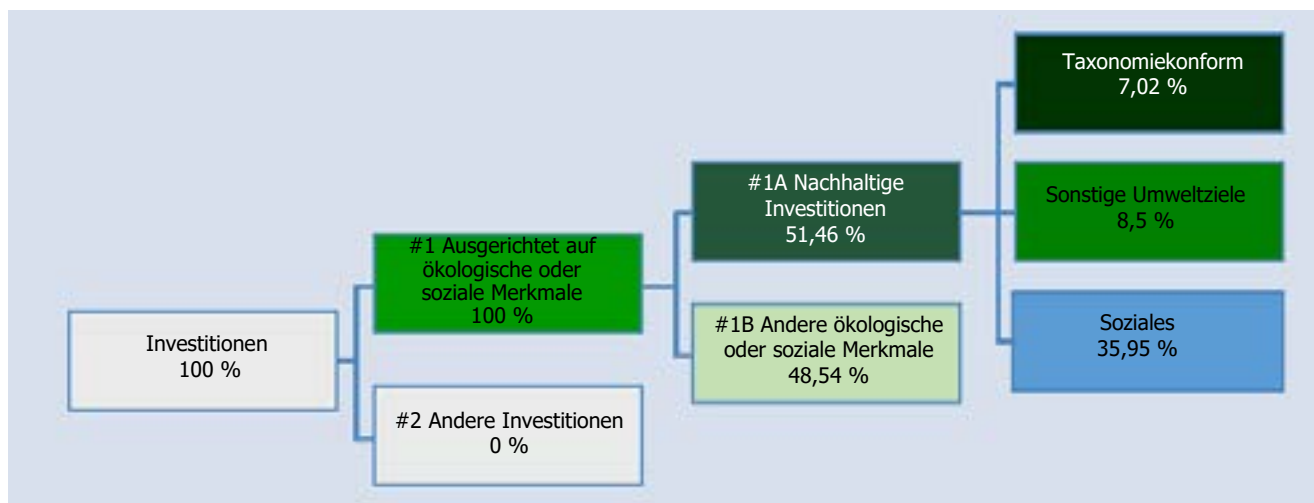 Investitionen
100 %
#1 Ausgerichtet auf
ökologische oder
soziale Merkmale
100 %
#2 Andere Investitionen
0 %
#1A Nachhaltige
Investitionen
51,46 %
#1B Andere ökologische
oder soziale Merkmale
48,54 %
Taxonomiekonform
7,02 %
Sonstige Umweltziele
8,5 %
Soziales
35,95 %